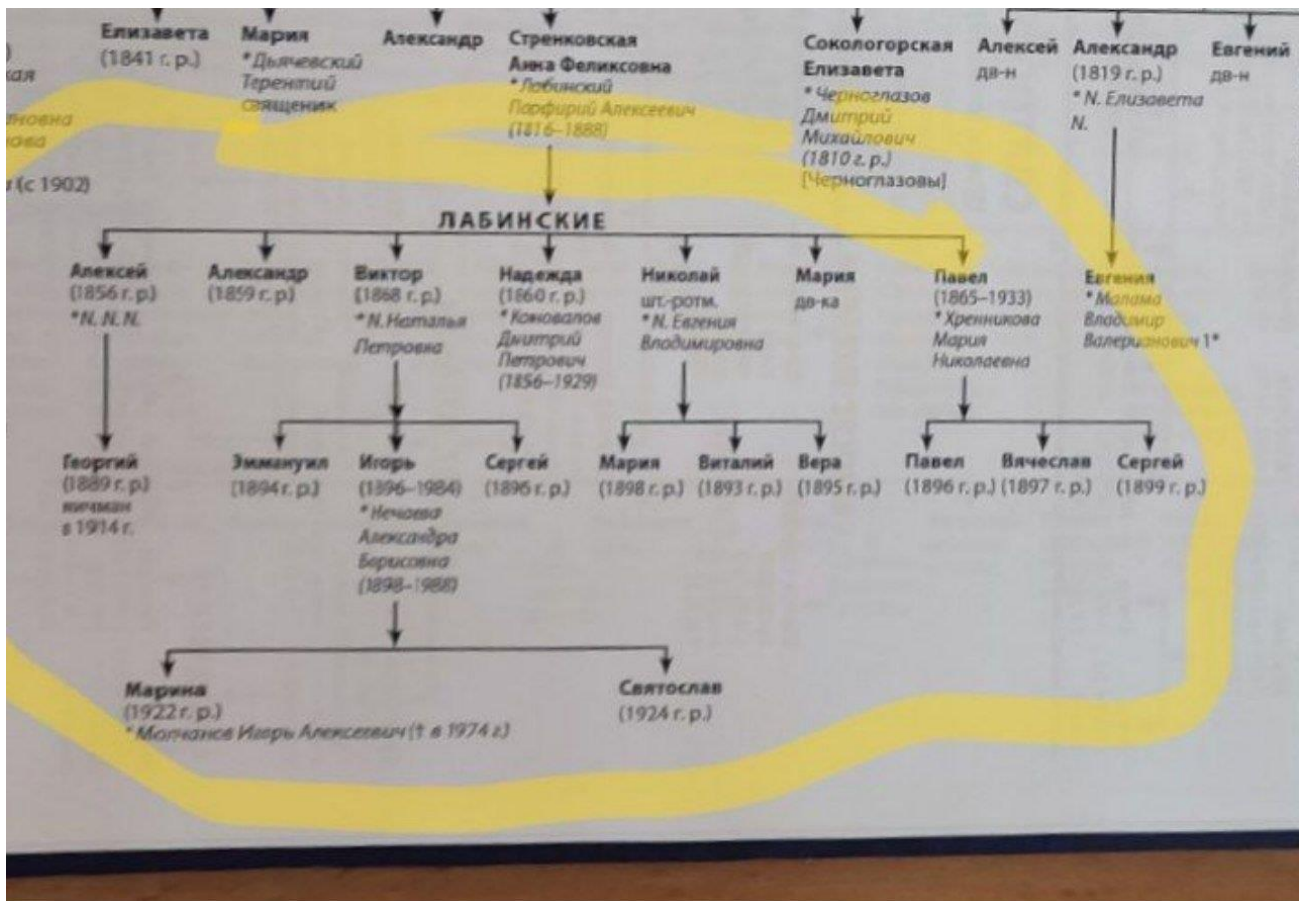 Елизавета
(1841 г. р.)
Мария
*Дьячевский
Терентий
священик
Александр
Стренковская
Анна Феликсовна
*Лабинский
Парфирий Алексеевич
(1816–1888)
Сокологорская
Елизавета
*Черноглазов
Дмитрий
Михайлович
(1810 г. р.)
[Черноглазовы]
Алексей
дв-н
Александр
(1819 г. р.)
*N. Елизавета
N.
Евгений
дв-н
(с 1902)
ЛАБИНСКИЕ
Алексей
(1856 г. р.)
*N. N. N.
Александр
(1859 г. р.)
Виктор
(1868 г. р.)
*N. Наталья
Петровна
Надежда
(1860 г. р.)
*Коновалов
Дмитрий
Петрович
(1856–1929)
Николай
шт.-ротм.
*N. Евгения
Владимировна
Мария
дв-ка
Павел
(1865–1933)
*Хренникова
Мария
Николаевна
Евгения
*Малама
Владимир
Валерианович 1*
Георгий
(1889 г. р.)
мичман
в 1914 г.
Эммануил
(1894 г. р.)
Игорь
(1896–1984)
*Нечаева
Александра
Борисовна
(1898–1988)
Сергей
(1896 г. р.)
Мария
(1898 г. р.)
Виталий
(1893 г. р.)
Вера
(1895 г. р.)
Павел
(1896 г. р.)
Вячеслав
(1897 г. р.)
Сергей
(1899 г. р.)
Марина
(1922 г. р.)
*Молчанов Игорь Алексеевич († в 1974 г)
Святослав
(1924 г. р.)